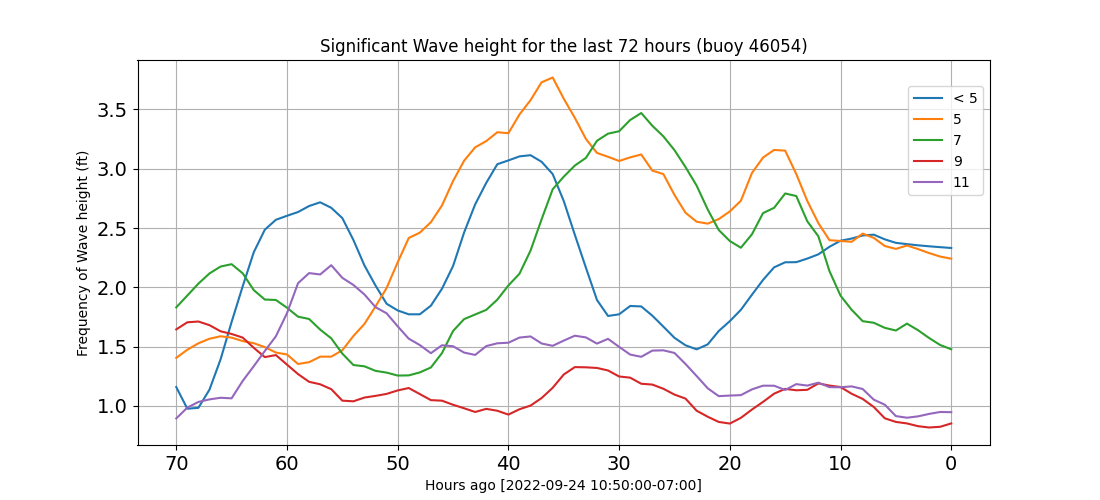 Significant Wave height for the last 72 hours (buoy 46054)
Frequency of Wave height (ft)
3.5
3.0
2.5
2.0
1.5
1.0
< 5
5
7
9
11
70 60 50 40 30 20 10 0
Hours ago [2022-09-24 10:50:00-07:00]